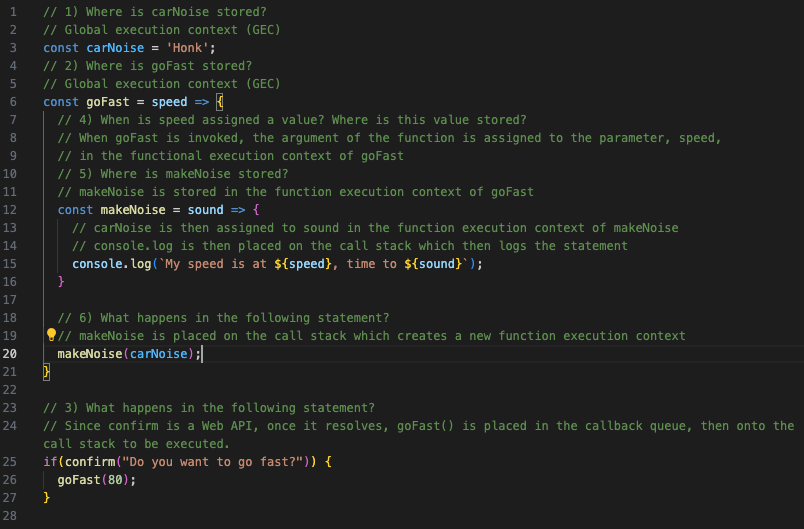 1 // 1) Where is carNoise stored?
2 // Global execution context (GEC)
3 const carNoise = 'Honk';
4 // 2) Where is goFast stored?
5 // Global execution context (GEC)
6 const goFast = speed => {
7 // 4) When is speed assigned a value? Where is this value stored?
8 // When goFast is invoked, the argument of the function is assigned to the parameter, speed,
9 // in the functional execution context of goFast
10 // 5) Where is makeNoise stored?
11 // makeNoise is stored in the function execution context of goFast
12 const makeNoise = sound => {
13 // carNoise is then assigned to sound in the function execution context of makeNoise
14 // console.log is then placed on the call stack which then logs the statement
15 console.log(`My speed is at ${speed}, time to ${sound}`);
16 }
17
18 // 6) What happens in the following statement?
19 // makeNoise is placed on the call stack which creates a new function execution context
20 makeNoise(carNoise);
21 }
22
23 // 3) What happens in the following statement?
24 // Since confirm is a Web API, once it resolves, goFast() is placed in the callback queue, then onto the
call stack to be executed.
25 if(confirm("Do you want to go fast?")) {
26 goFast(80);
27 }
28